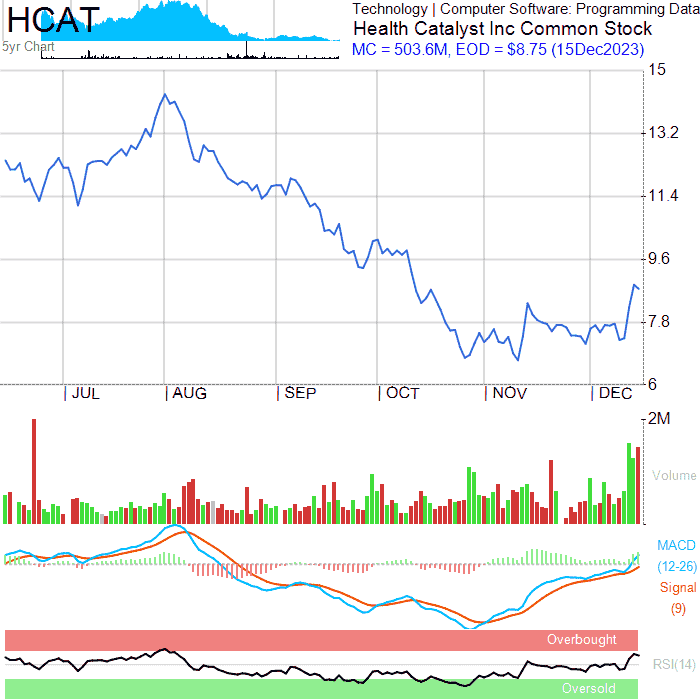 HCAT
5yr Chart
Technology | Computer Software: Programming Data
Health Catalyst Inc Common Stock
MC = 503.6M, EOD = $8.75 (15Dec2023)
15
13.2
11.4
9.6
7.8
6
JUL AUG SEP OCT NOV DEC
2M
Volume
MACD
(12-26)
Signal
(9)
Overbought
RSI(14)
Oversold